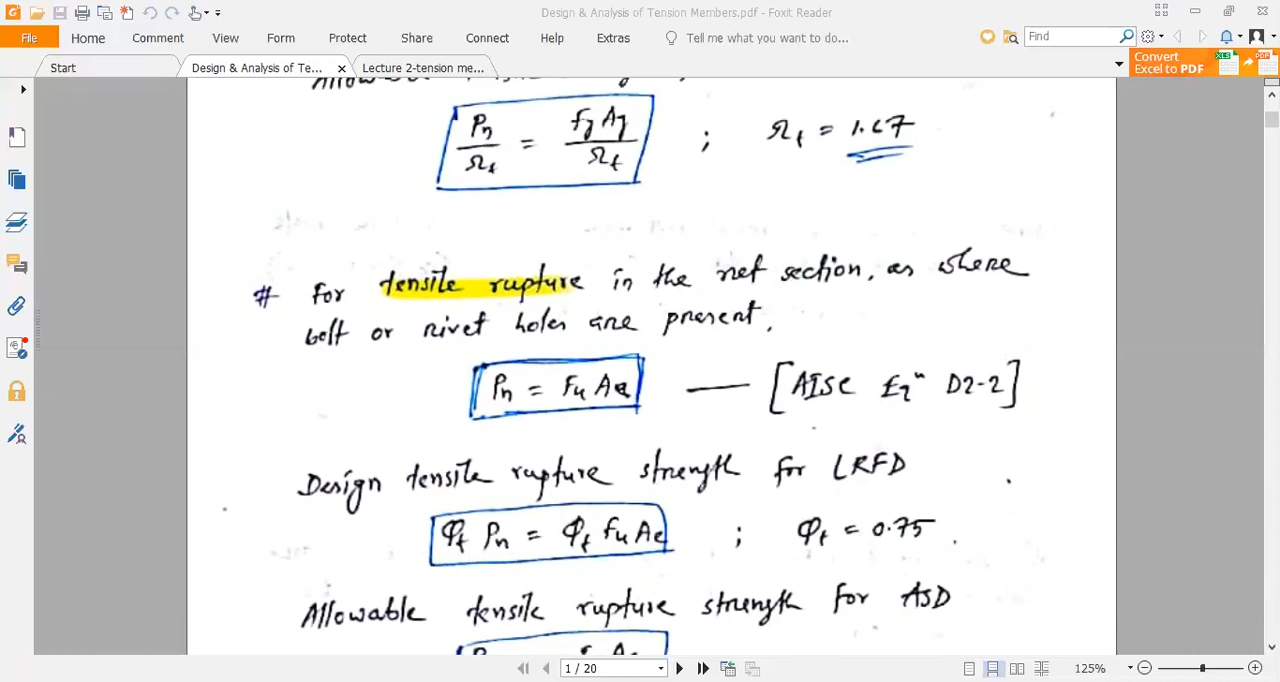 Design & Analysis of Tension Members.pdf - Foxit Reader
File Home Comment View Form Protect Share Connect Help Extras Tell me what you want to do... Find
Start Design & Analysis of Te... Lecture 2-tension me... Convert Excel to PDF
Pn/Ωt = Fy Ag/Ωt ; Ωt = 1.67
# For tensile rupture in the net section, as where
bolt or rivet holes are present,
Pn = Fu Ae —— [AISC Eqn D2-2]
Design tensile rupture strength for LRFD
Φt Pn = Φt Fu Ae ; Φt = 0.75.
Allowable tensile rupture strength for ASD
1 / 20 125%